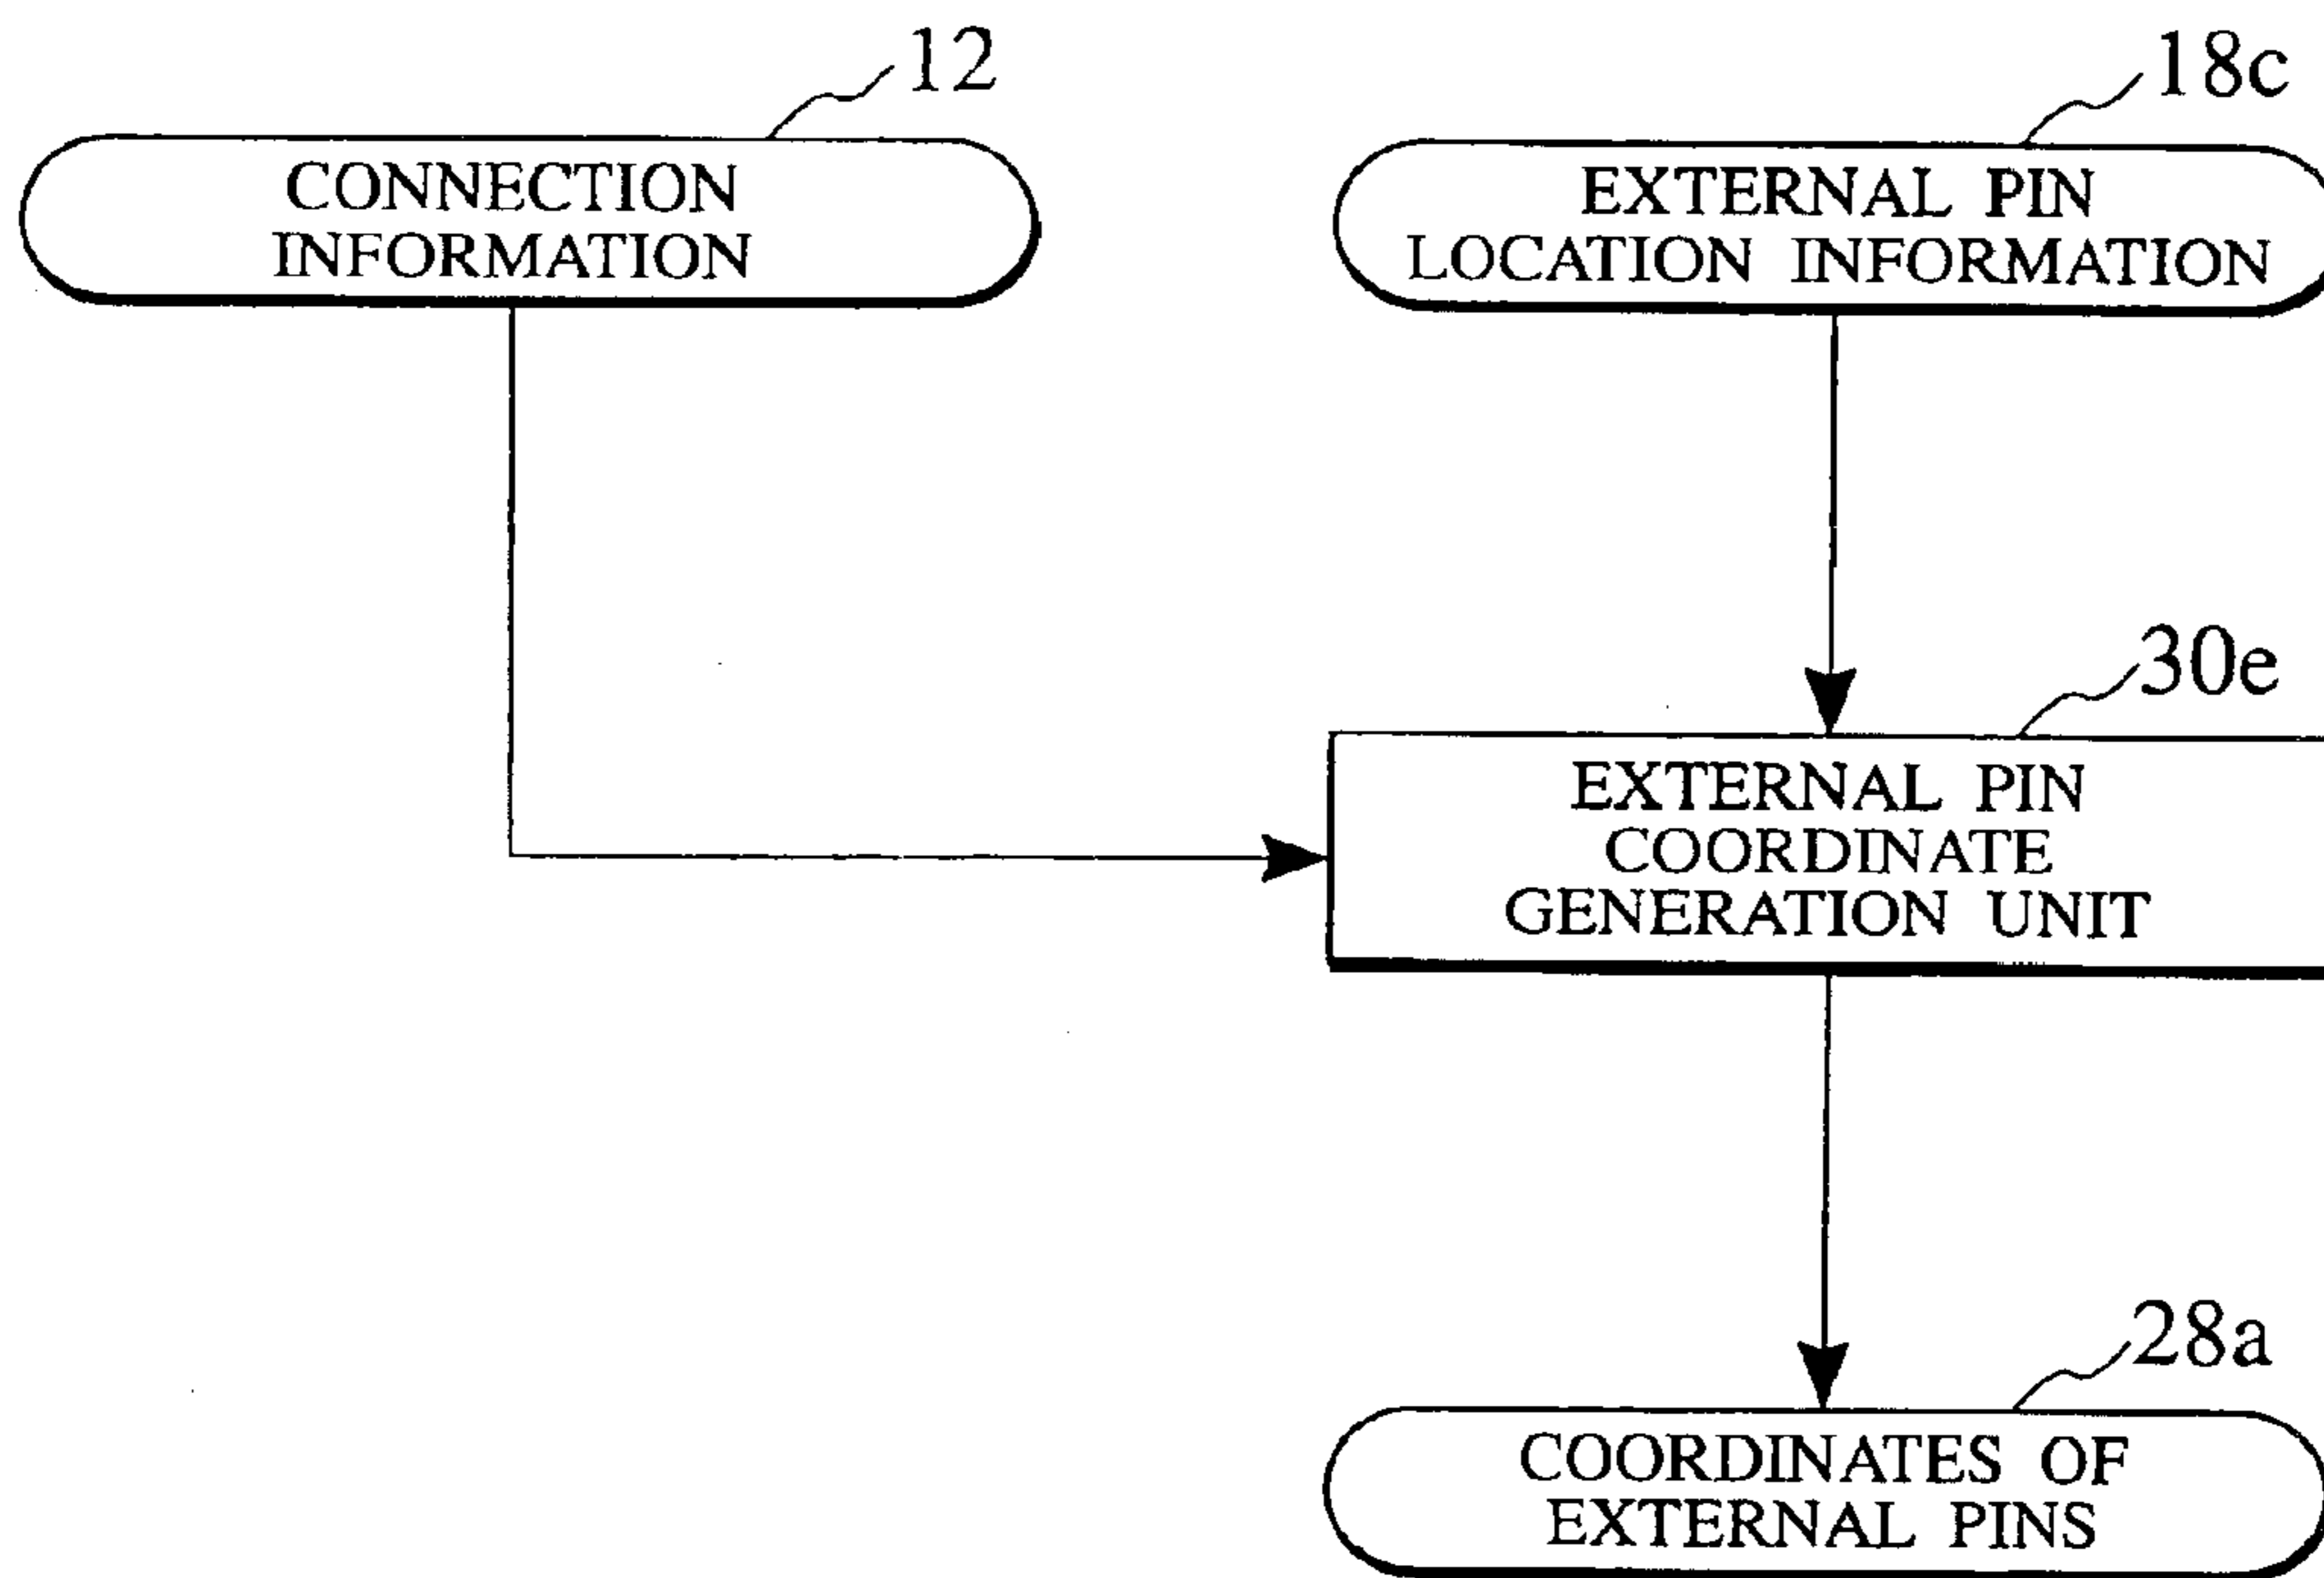 12
CONNECTION
INFORMATION
18c
EXTERNAL PIN
LOCATION INFORMATION
30e
EXTERNAL PIN
COORDINATE
GENERATION UNIT
28a
COORDINATES OF
EXTERNAL PINS